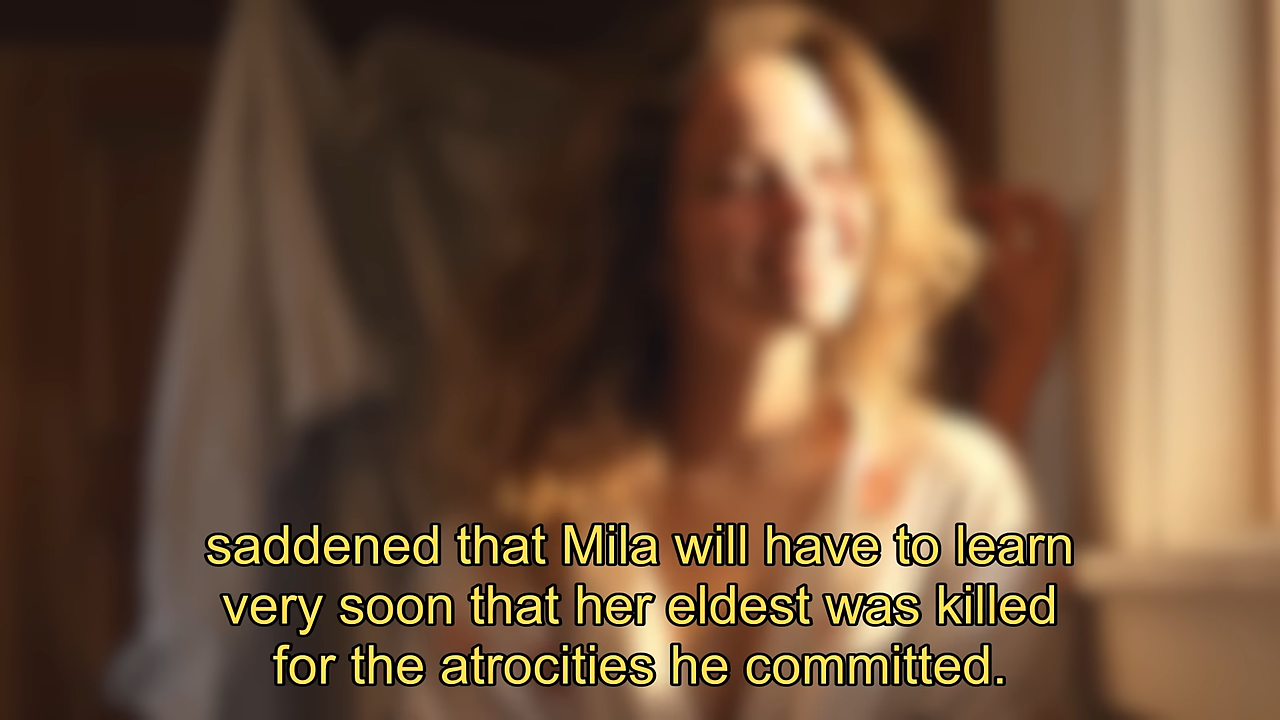 saddened that Mila will have to learn
very soon that her eldest was killed
for the atrocities he committed.